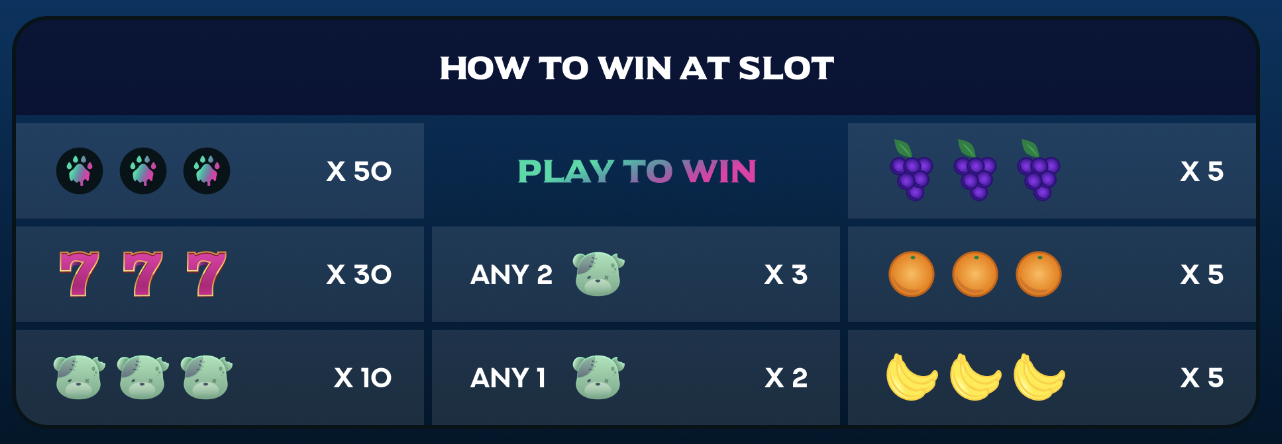 HOW TO WIN AT SLOT
X 50
PLAY TO WIN
X 5
7 7 7
X 30
ANY 2
X 3
X 5
X 10
ANY 1
X 2
X 5